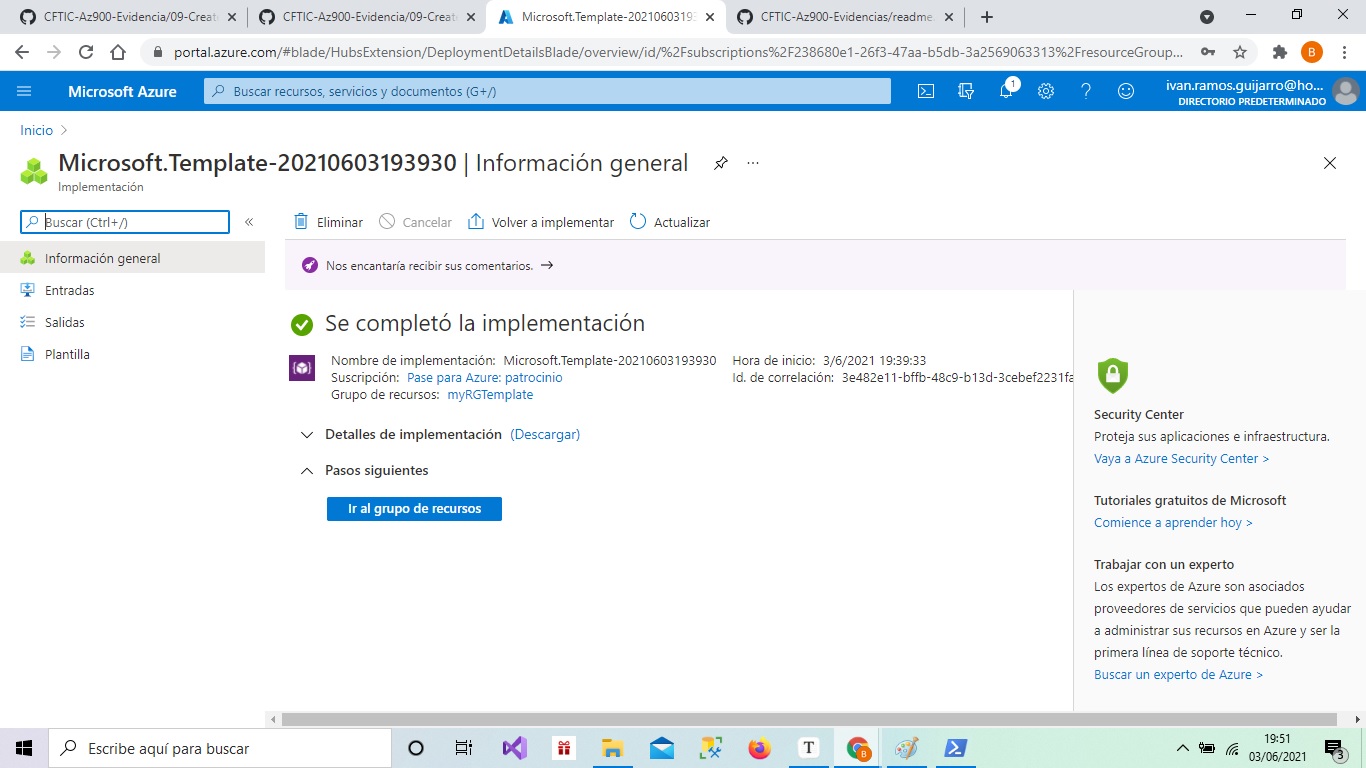 CFTIC-Az900-Evidencia/09-Creat
CFTIC-Az900-Evidencia/09-Creat
Microsoft.Template-2021060319
CFTIC-Az900-Evidencias/readme.
portal.azure.com/#blade/HubsExtension/DeploymentDetailsBlade/overview/id/%2Fsubscriptions%2F238680e1-26f3-47aa-b5db-3a2569063313%2FresourceGroup...
B
Microsoft Azure
Buscar recursos, servicios y documentos (G+/)
1
ivan.ramos.guijarro@ho...
DIRECTORIO PREDETERMINADO
Inicio
Microsoft.Template-20210603193930 | Información general
Implementación
Buscar (Ctrl+/)
Eliminar
Cancelar
Volver a implementar
Actualizar
Información general
Entradas
Salidas
Plantilla
Nos encantaría recibir sus comentarios. →
Se completó la implementación
Nombre de implementación: Microsoft.Template-20210603193930
Suscripción: Pase para Azure: patrocinio
Grupo de recursos: myRGTemplate
Hora de inicio: 3/6/2021 19:39:33
Id. de correlación: 3e482e11-bffb-48c9-b13d-3cebef2231fa
Detalles de implementación (Descargar)
Pasos siguientes
Ir al grupo de recursos
Security Center
Proteja sus aplicaciones e infraestructura.
Vaya a Azure Security Center >
Tutoriales gratuitos de Microsoft
Comience a aprender hoy >
Trabajar con un experto
Los expertos de Azure son asociados
proveedores de servicios que pueden ayudar
a administrar sus recursos en Azure y ser la
primera línea de soporte técnico.
Buscar un experto de Azure >
Escribe aquí para buscar
T
B
19:51
03/06/2021
3